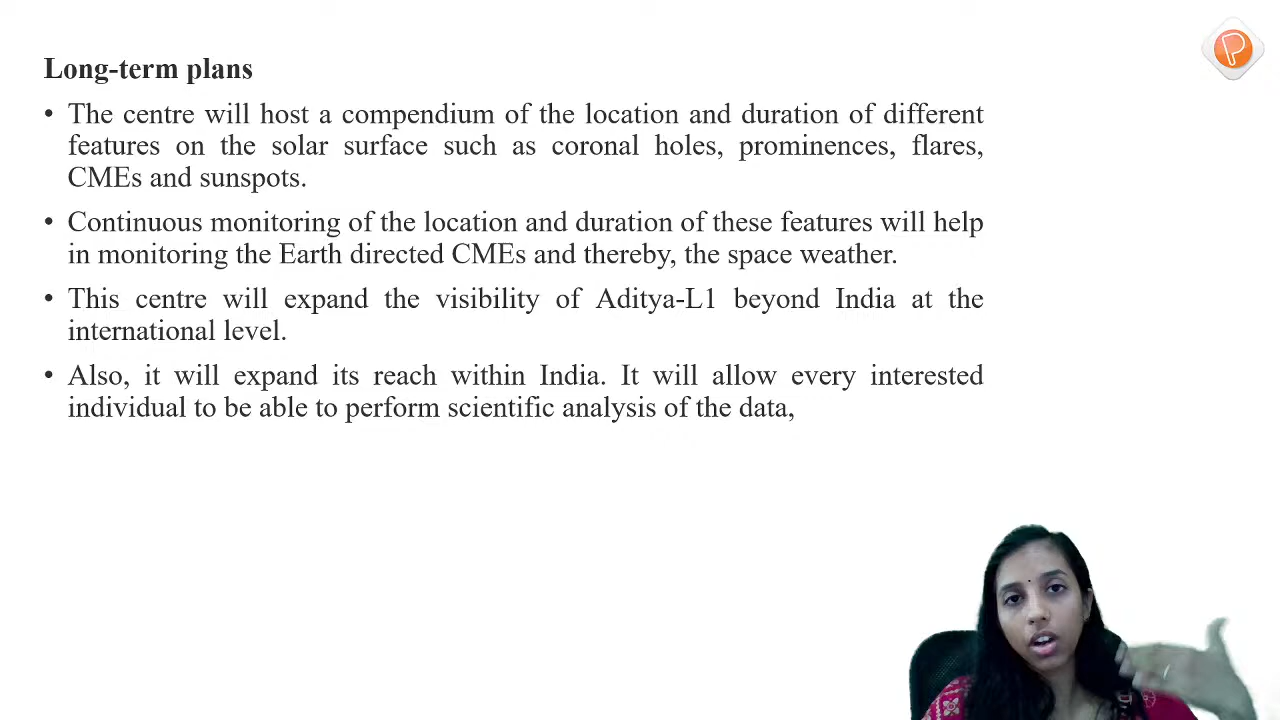 Long-term plans
• The centre will host a compendium of the location and duration of different
features on the solar surface such as coronal holes, prominences, flares,
CMEs and sunspots.
• Continuous monitoring of the location and duration of these features will help
in monitoring the Earth directed CMEs and thereby, the space weather.
• This centre will expand the visibility of Aditya-L1 beyond India at the
international level.
• Also, it will expand its reach within India. It will allow every interested
individual to be able to perform scientific analysis of the data,
P